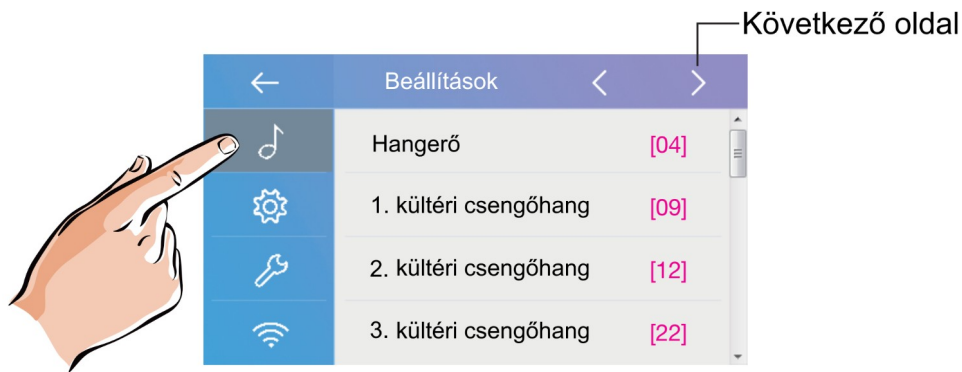 Következő oldal
Beállítások
Hangerő [04]
1. kültéri csengőhang [09]
2. kültéri csengőhang [12]
3. kültéri csengőhang [22]